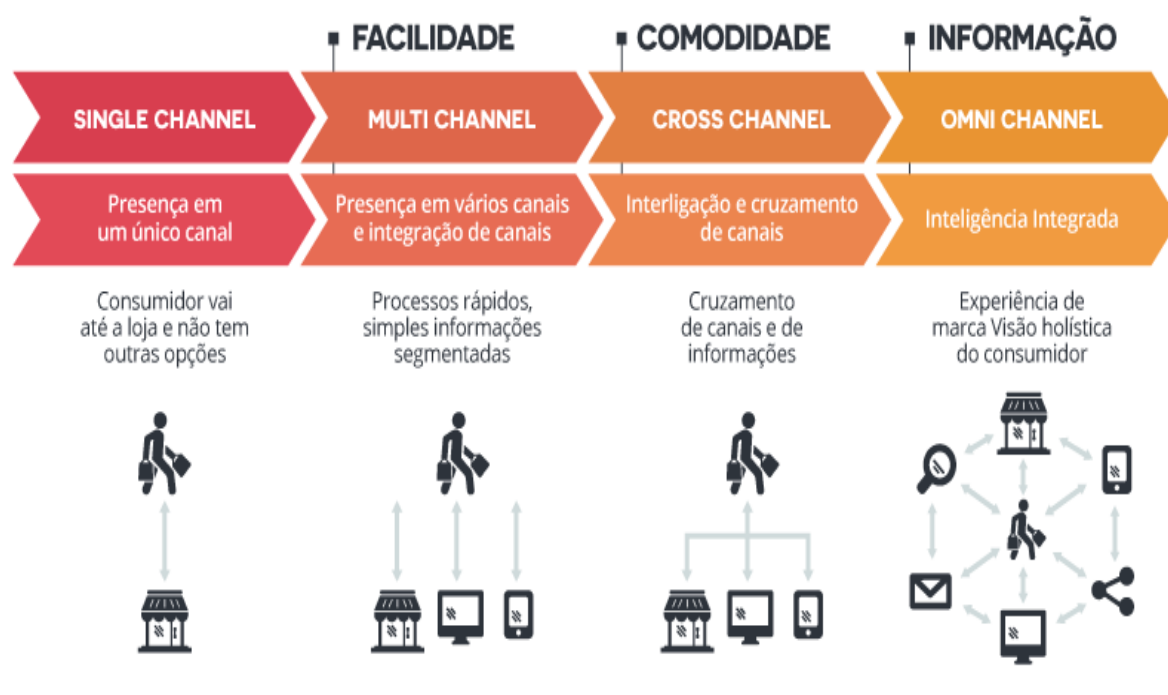 FACILIDADE
COMODIDADE
INFORMAÇÃO
SINGLE CHANNEL
MULTI CHANNEL
CROSS CHANNEL
OMNI CHANNEL
Presença em
um único canal
Presença em vários canais
e integração de canais
Interligação e cruzamento
de canais
Inteligência Integrada
Consumidor vai
até a loja e não tem
outras opções
Processos rápidos,
simples informações
segmentadas
Cruzamento
de canais e de
informações
Experiência de
marca Visão holística
do consumidor